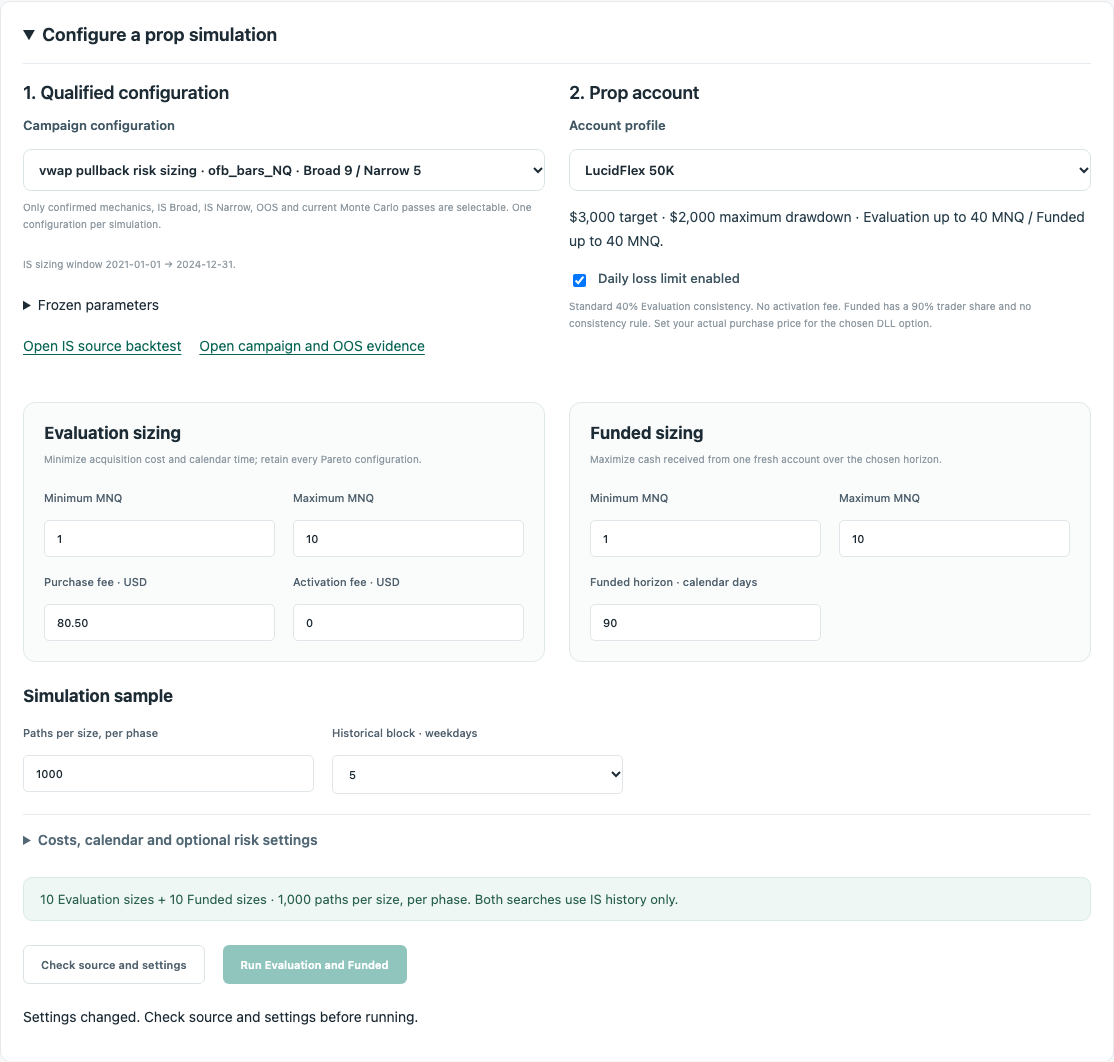 ▼ Configure a prop simulation
1. Qualified configuration
Campaign configuration
vwap pullback risk sizing · ofb_bars_NQ · Broad 9 / Narrow 5
Only confirmed mechanics, IS Broad, IS Narrow, OOS and current Monte Carlo passes are selectable. One
configuration per simulation.
IS sizing window 2021-01-01 → 2024-12-31.
▶ Frozen parameters
Open IS source backtest Open campaign and OOS evidence
2. Prop account
Account profile
LucidFlex 50K
$3,000 target · $2,000 maximum drawdown · Evaluation up to 40 MNQ / Funded
up to 40 MNQ.
Daily loss limit enabled
Standard 40% Evaluation consistency. No activation fee. Funded has a 90% trader share and no
consistency rule. Set your actual purchase price for the chosen DLL option.
Evaluation sizing
Minimize acquisition cost and calendar time; retain every Pareto configuration.
Minimum MNQ Maximum MNQ
1 10
Purchase fee · USD Activation fee · USD
80.50 0
Funded sizing
Maximize cash received from one fresh account over the chosen horizon.
Minimum MNQ Maximum MNQ
1 10
Funded horizon · calendar days
90
Simulation sample
Paths per size, per phase Historical block · weekdays
1000 5
▶ Costs, calendar and optional risk settings
10 Evaluation sizes + 10 Funded sizes · 1,000 paths per size, per phase. Both searches use IS history only.
Check source and settings Run Evaluation and Funded
Settings changed. Check source and settings before running.